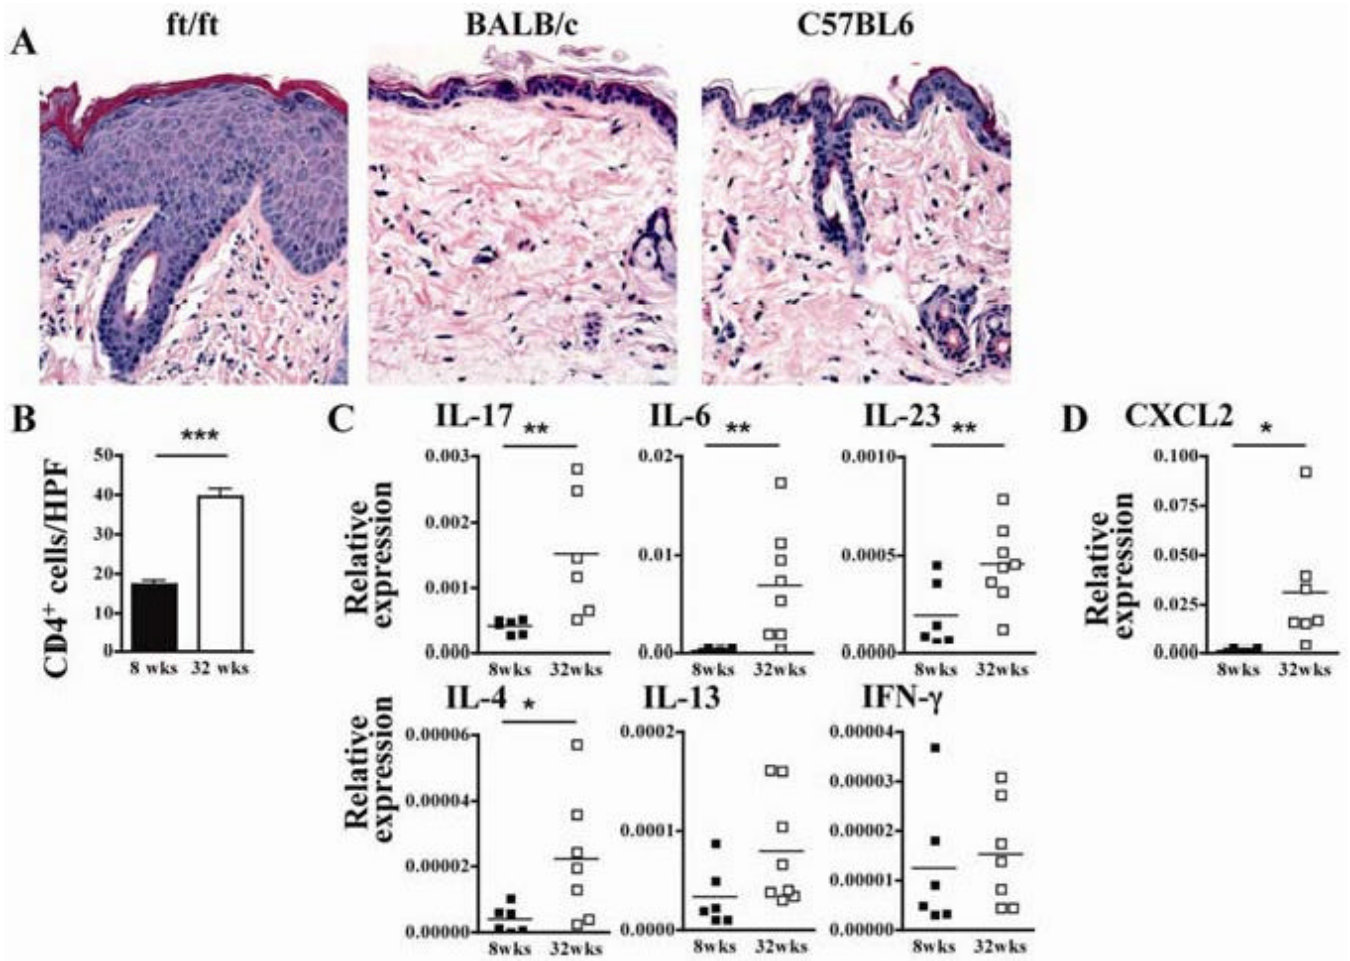 ft/ft BALB/c C57BL6
A
B
***
CD4+ cells/HPF
50
40
30
20
10
0
8 wks 32 wks
C
IL-17
**
Relative
expression
0.003
0.002
0.001
0.000
8wks 32wks
IL-6
**
0.02
0.01
0.00
8wks 32wks
IL-23
**
0.0010
0.0005
0.0000
8wks 32wks
D CXCL2
*
Relative
expression
0.100
0.075
0.050
0.025
0.000
8wks 32wks
IL-4
*
Relative
expression
0.00006
0.00004
0.00002
0.00000
8wks 32wks
IL-13
0.0002
0.0001
0.0000
8wks 32wks
IFN-γ
0.00004
0.00003
0.00002
0.00001
0.00000
8wks 32wks